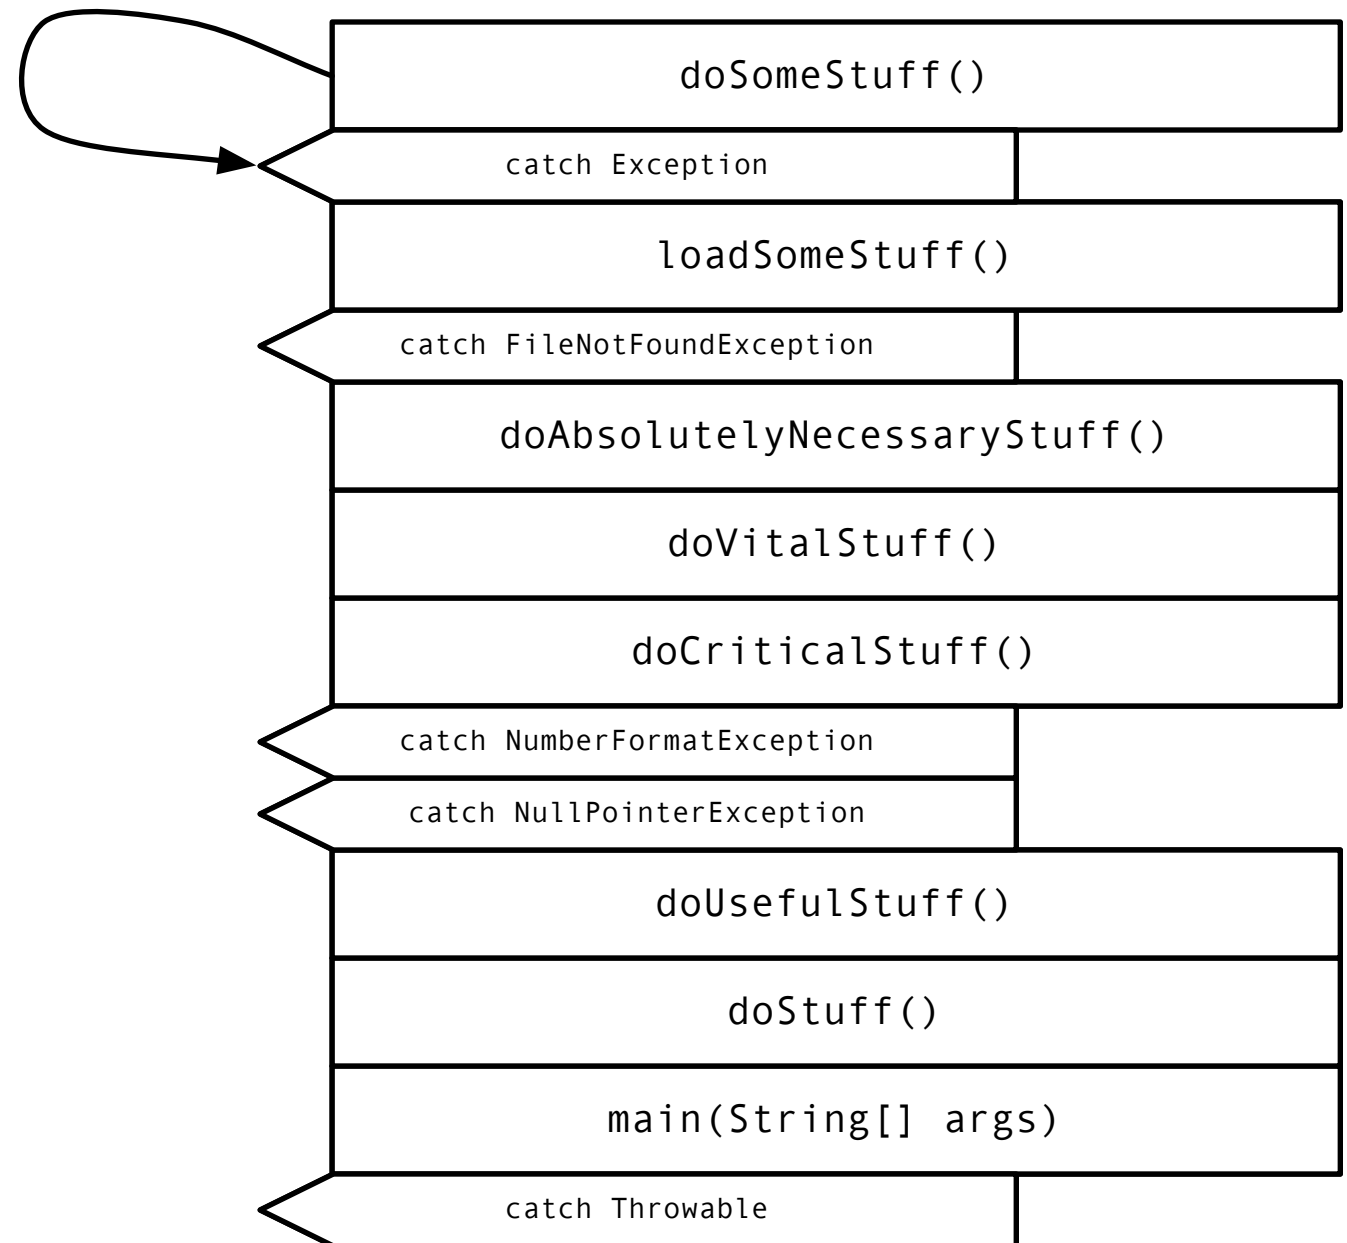 doSomeStuff()
catch Exception
loadSomeStuff()
catch FileNotFoundException
doAbsolutelyNecessaryStuff()
doVitalStuff()
doCriticalStuff()
catch NumberFormatException
catch NullPointerException
doUsefulStuff()
doStuff()
main(String[] args)
catch Throwable